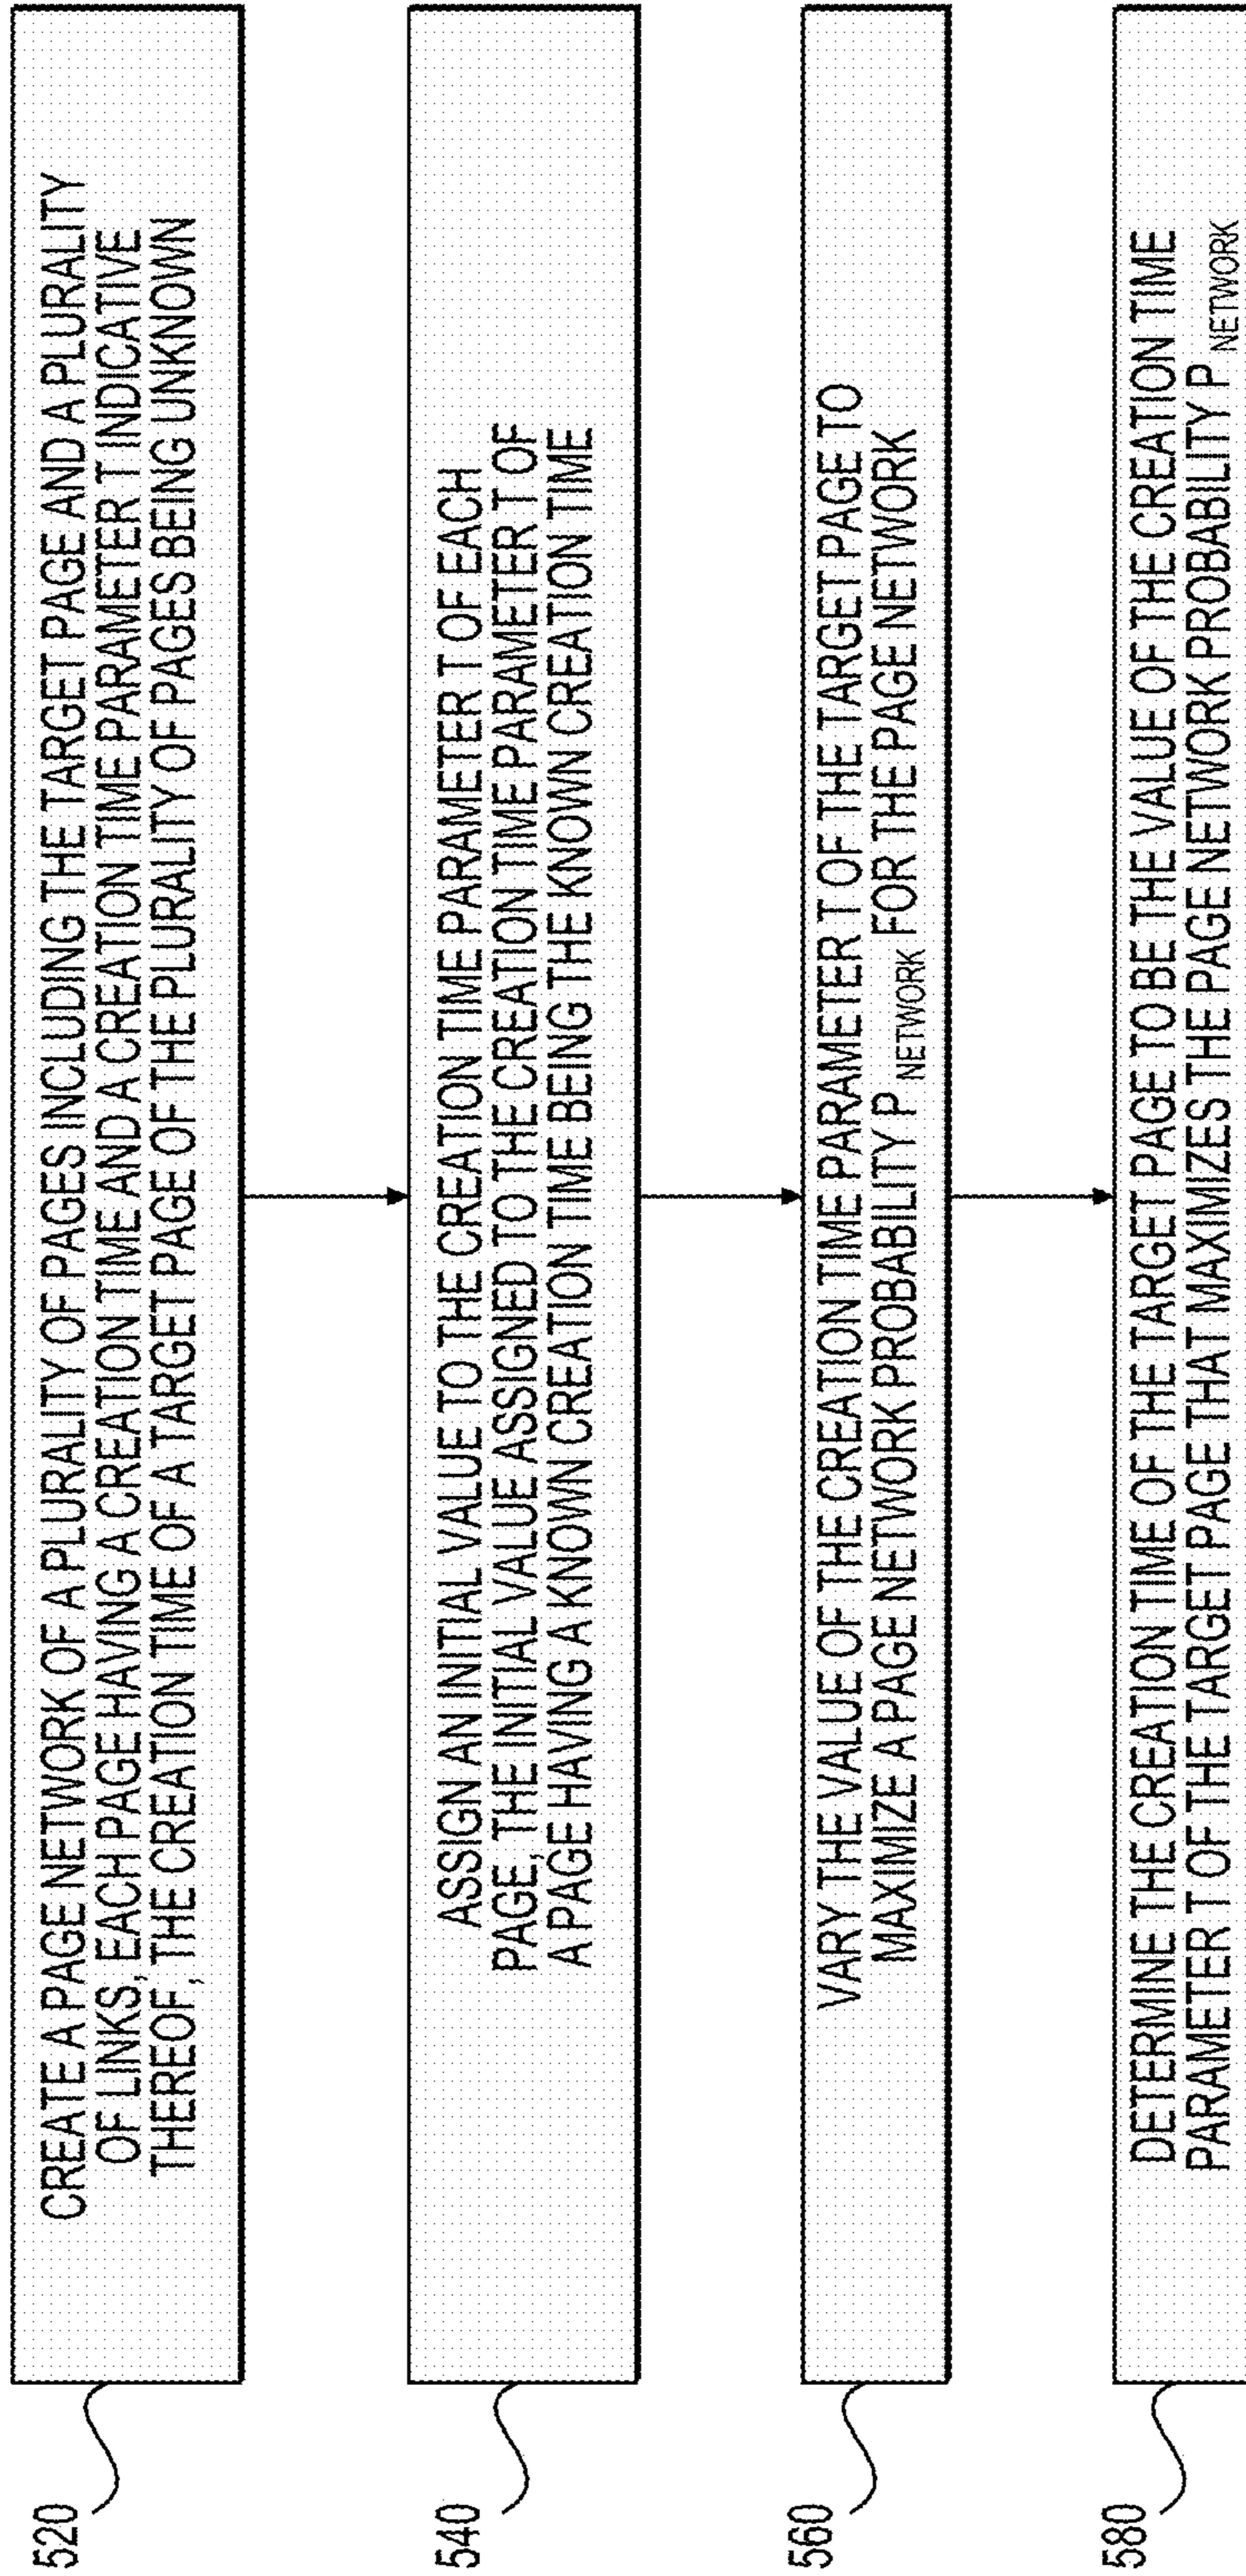 520
CREATE A PAGE NETWORK OF A PLURALITY OF PAGES INCLUDING THE TARGET PAGE AND A PLURALITY
OF LINKS, EACH PAGE HAVING A CREATION TIME AND A CREATION TIME PARAMETER T INDICATIVE
THEREOF, THE CREATION TIME OF A TARGET PAGE OF THE PLURALITY OF PAGES BEING UNKNOWN
540
ASSIGN AN INITIAL VALUE TO THE CREATION TIME PARAMETER T OF EACH
PAGE, THE INITIAL VALUE ASSIGNED TO THE CREATION TIME PARAMETER T OF
A PAGE HAVING A KNOWN CREATION TIME BEING THE KNOWN CREATION TIME
560
VARY THE VALUE OF THE CREATION TIME PARAMETER T OF THE TARGET PAGE TO
MAXIMIZE A PAGE NETWORK PROBABILITY P NETWORK FOR THE PAGE NETWORK
580
DETERMINE THE CREATION TIME OF THE TARGET PAGE TO BE THE VALUE OF THE CREATION TIME
PARAMETER T OF THE TARGET PAGE THAT MAXIMIZES THE PAGE NETWORK PROBABILITY P NETWORK